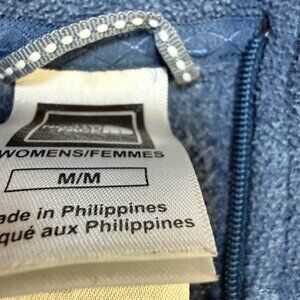 WOMENS/FEMMES
M/M
ade in Philippines
qué aux Philippines